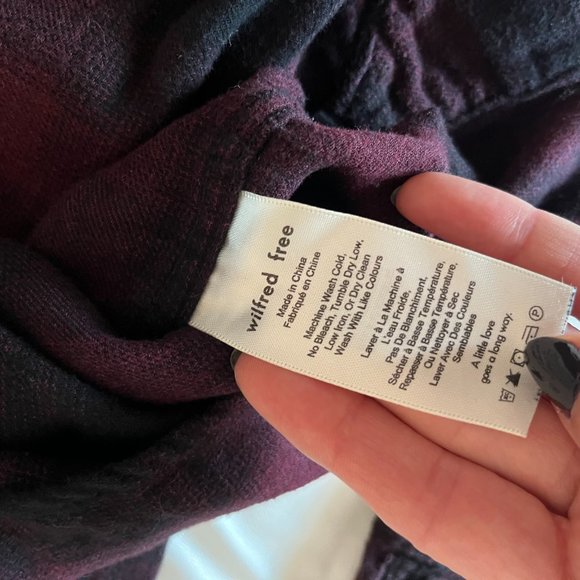 wilfred free
Made in China
Fabriqué en Chine
Machine Wash Cold,
No Bleach, Tumble Dry Low,
Low Iron, Or Dry Clean
Wash With Like Colours
Laver à La Machine à
L'eau Froide,
Pas De Blanchiment,
Sécher à Basse Température,
Repasser à Basse Température,
Ou Nettoyer à Sec
Laver Avec Des Couleurs
Semblables
A little love
goes a long way.